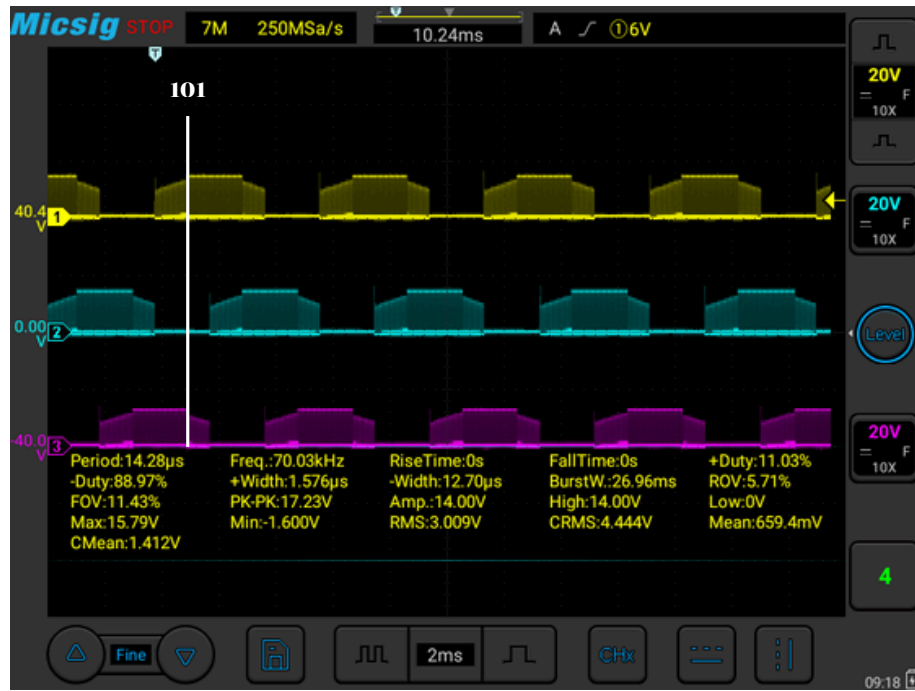 Micsig STOP 7M 250MSa/s 10.24ms A ①6V
T
101
20V
F
10X
40.4
V
1
20V
F
10X
0.00
V
2
Level
-40.0
V
3
20V
F
10X
Period:14.28µs Freq.:70.03kHz RiseTime:0s FallTime:0s +Duty:11.03%
-Duty:88.97% +Width:1.576µs -Width:12.70µs BurstW.:26.96ms ROV:5.71%
FOV:11.43% PK-PK:17.23V Amp.:14.00V High:14.00V Low:0V
Max:15.79V Min:-1.600V RMS:3.009V CRMS:4.444V Mean:659.4mV
CMean:1.412V
4
Fine 2ms CHx
09:18